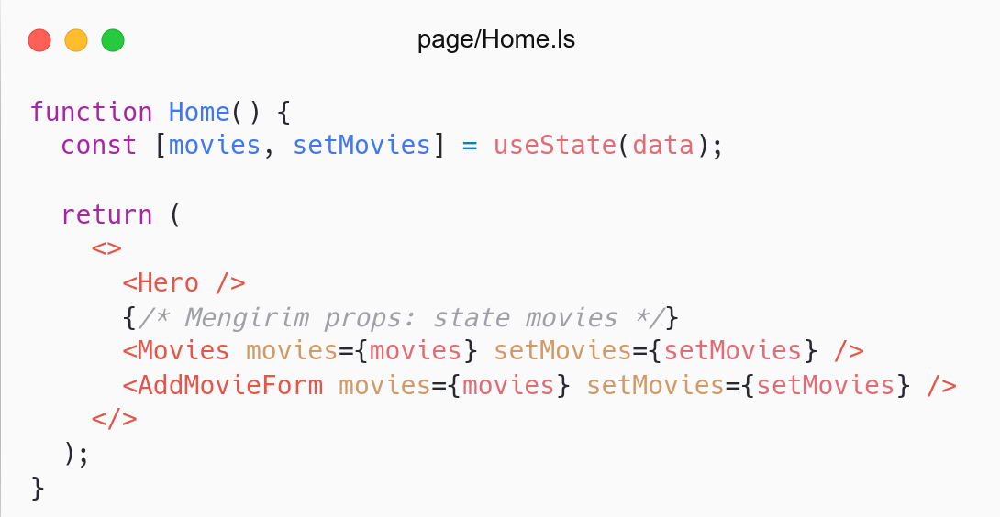 page/Home.ls
function Home() {
  const [movies, setMovies] = useState(data);
  return (
    <>
      <Hero />
      {/* Mengirim props: state movies */}
      <Movies movies={movies} setMovies={setMovies} />
      <AddMovieForm movies={movies} setMovies={setMovies} />
    </>
  );
}